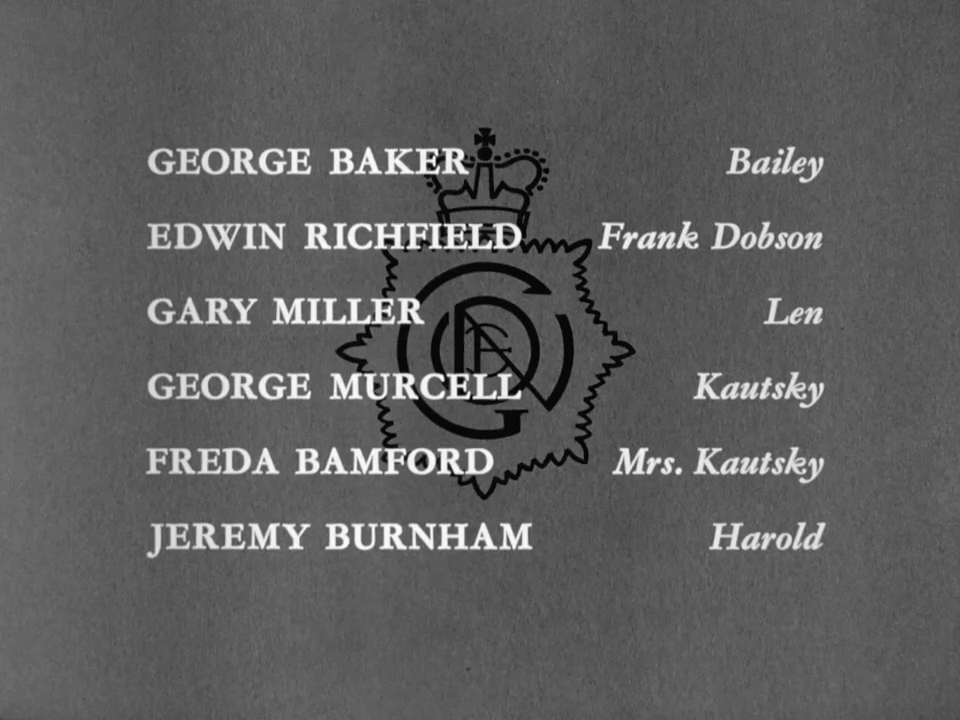 GEORGE BAKER Bailey
EDWIN RICHFIELD Frank Dobson
GARY MILLER Len
GEORGE MURCELL Kautsky
FREDA BAMFORD Mrs. Kautsky
JEREMY BURNHAM Harold